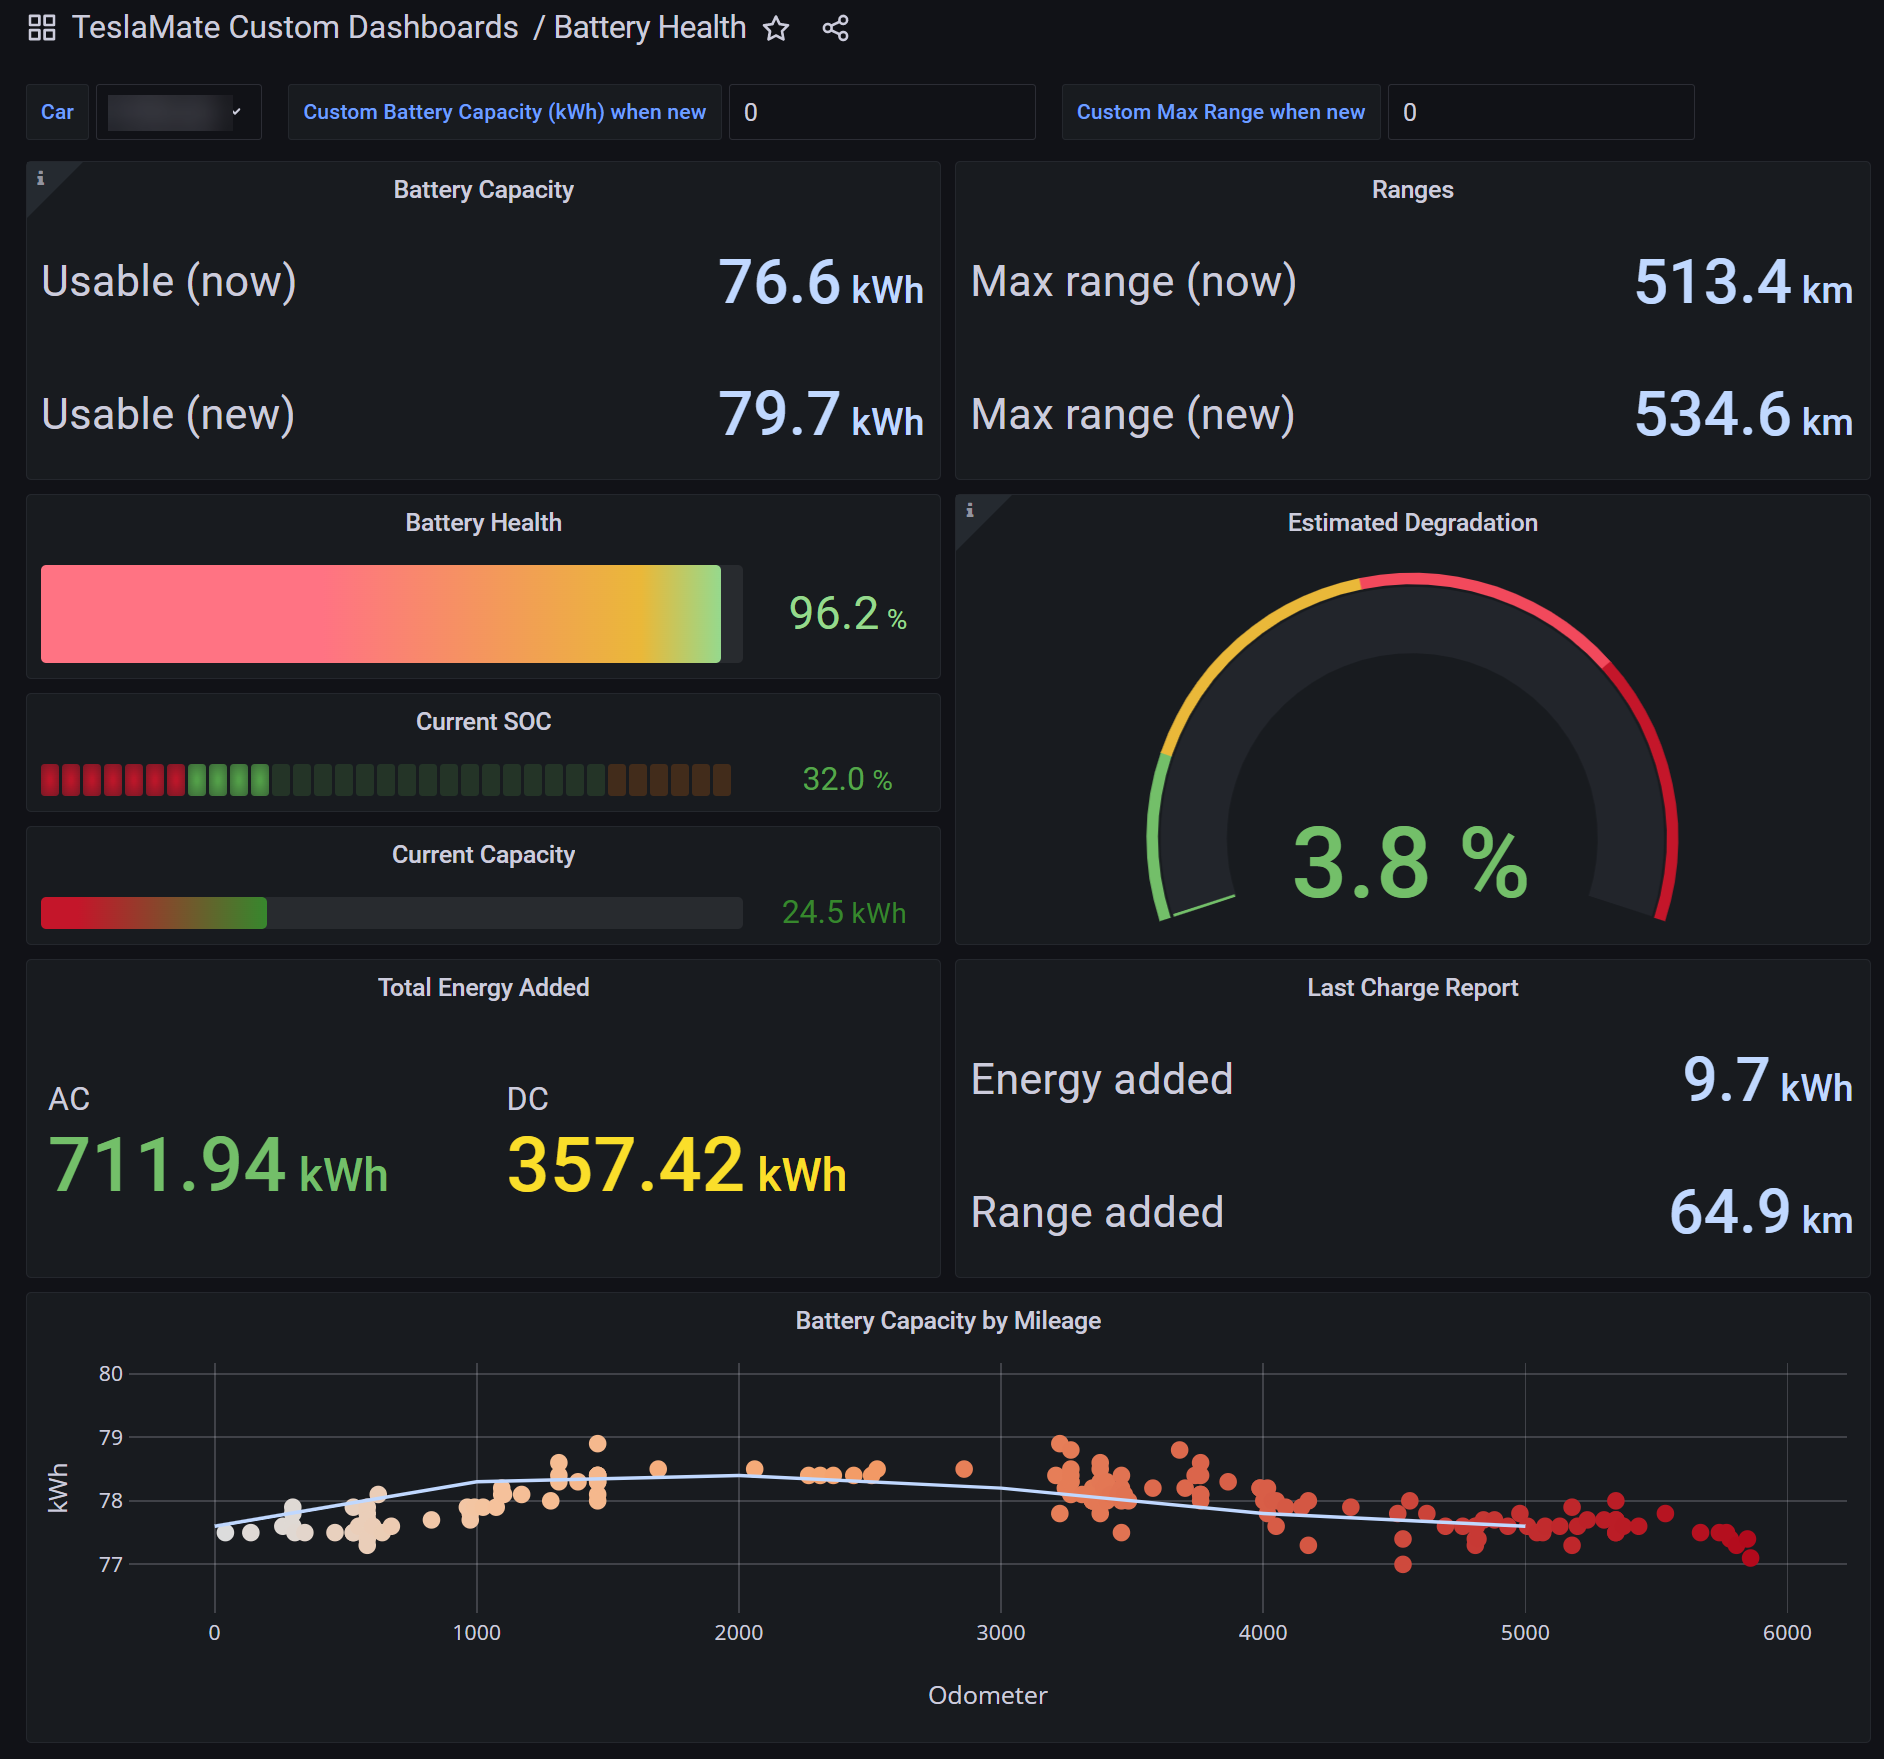 TeslaMate Custom Dashboards / Battery Health
Car
Custom Battery Capacity (kWh) when new
0
Custom Max Range when new
0
i
Battery Capacity
Usable (now)
76.6 kWh
Usable (new)
79.7 kWh
Ranges
Max range (now)
513.4 km
Max range (new)
534.6 km
Battery Health
96.2 %
Current SOC
32.0 %
Current Capacity
24.5 kWh
i
Estimated Degradation
3.8 %
Total Energy Added
AC
711.94 kWh
DC
357.42 kWh
Last Charge Report
Energy added
9.7 kWh
Range added
64.9 km
Battery Capacity by Mileage
kWh
80
79
78
77
0
1000
2000
3000
4000
5000
6000
Odometer